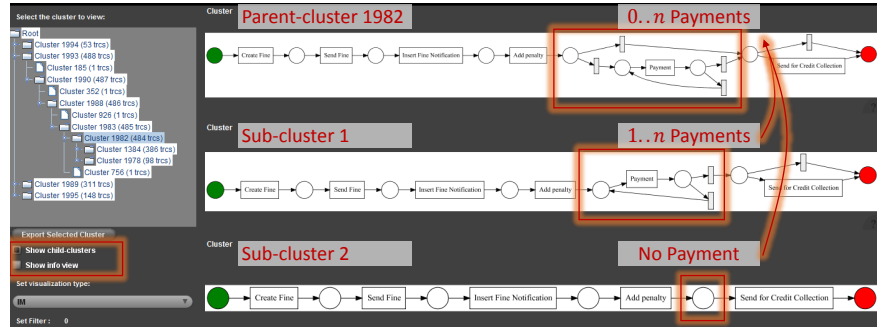 Select the cluster to view:
Root
Cluster 1994 (53 trcs)
Cluster 1993 (488 trcs)
Cluster 185 (1 trcs)
Cluster 1990 (487 trcs)
Cluster 352 (1 trcs)
Cluster 1988 (486 trcs)
Cluster 926 (1 trcs)
Cluster 1983 (485 trcs)
Cluster 1982 (484 trcs)
Cluster 1384 (386 trcs)
Cluster 1978 (98 trcs)
Cluster 756 (1 trcs)
Cluster 1989 (311 trcs)
Cluster 1995 (148 trcs)
Export Selected Cluster
Show child-clusters
Show info view
Set visualization type:
IM
Set Filter : 0
Cluster
Parent-cluster 1982
0..n Payments
Create Fine
Send Fine
Insert Fine Notification
Add penalty
Payment
Send for Credit Collection
Cluster
Sub-cluster 1
1..n Payments
Create Fine
Send Fine
Insert Fine Notification
Add penalty
Payment
Send for Credit Collection
Cluster
Sub-cluster 2
No Payment
Create Fine
Send Fine
Insert Fine Notification
Add penalty
Send for Credit Collection